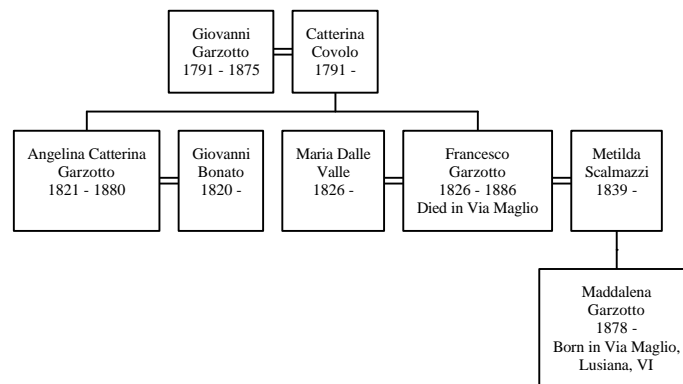 Giovanni
Garzotto
1791 - 1875
Catterina
Covolo
1791 -
Angelina Catterina
Garzotto
1821 - 1880
Giovanni
Bonato
1820 -
Maria Dalle
Valle
1826 -
Francesco
Garzotto
1826 - 1886
Died in Via Maglio
Metilda
Scalmazzi
1839 -
Maddalena
Garzotto
1878 -
Born in Via Maglio,
Lusiana, VI